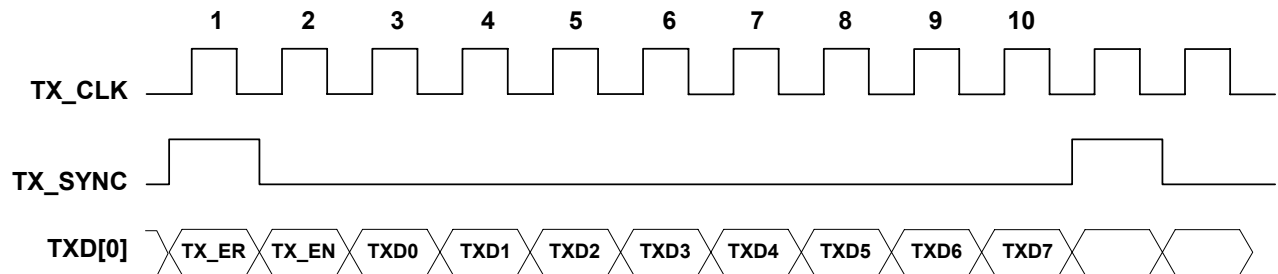 1 2 3 4 5 6 7 8 9 10
TX_CLK
TX_SYNC
TXD[0] TX_ER TX_EN TXD0 TXD1 TXD2 TXD3 TXD4 TXD5 TXD6 TXD7